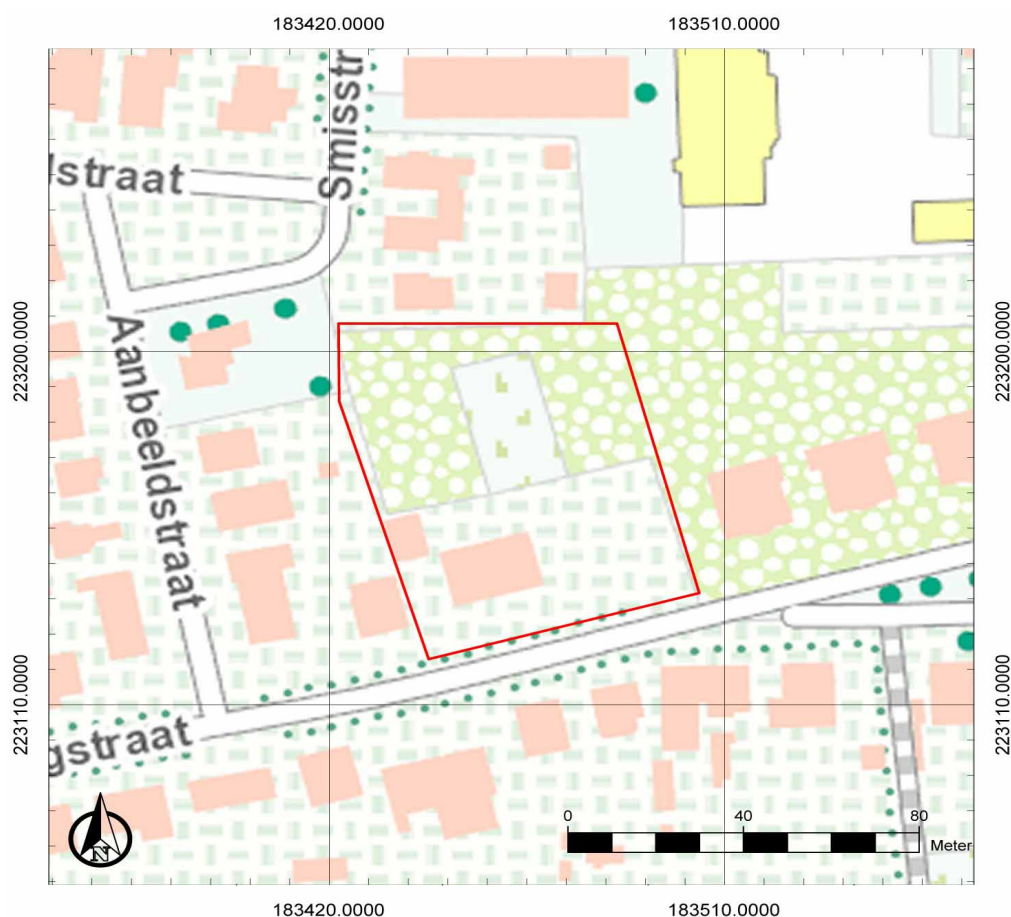 183420.0000 183510.0000
Smisstr
lstraat
223200.0000 223200.0000
Aanbeeldstraat
223110.0000 223110.0000
gstraat
N
0 40 80
Meter
183420.0000 183510.0000